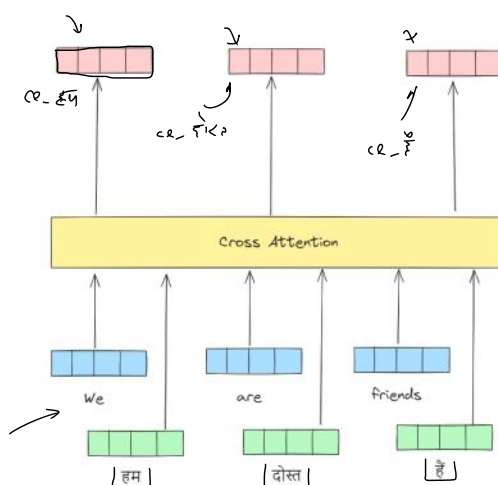 ce_हम
ce_दोस्त
ce_हैं
Cross Attention
We are friends
हम दोस्त हैं